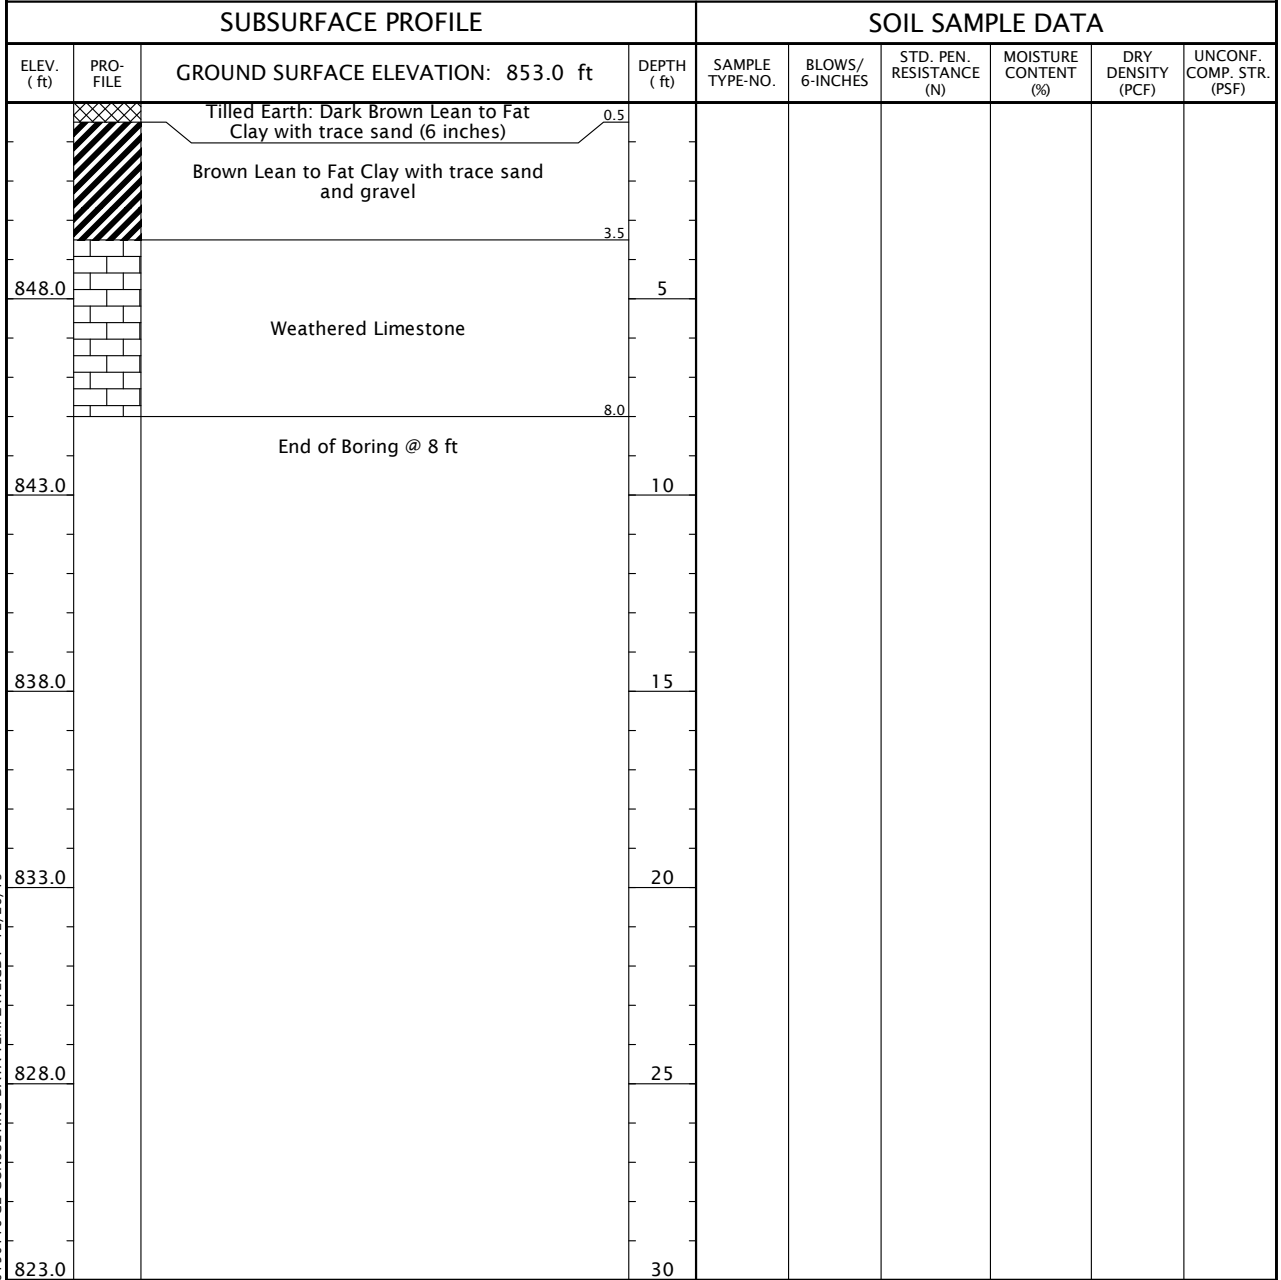 SUBSURFACE PROFILE
SOIL SAMPLE DATA
ELEV.
( ft)
PRO-
FILE
GROUND SURFACE ELEVATION: 853.0 ft
DEPTH
( ft)
SAMPLE
TYPE-NO.
BLOWS/
6-INCHES
STD. PEN.
RESISTANCE
(N)
MOISTURE
CONTENT
(%)
DRY
DENSITY
(PCF)
UNCONF.
COMP. STR.
(PSF)
Tilled Earth: Dark Brown Lean to Fat
Clay with trace sand (6 inches)
0.5
Brown Lean to Fat Clay with trace sand
and gravel
3.5
848.0
5
Weathered Limestone
8.0
End of Boring @ 8 ft
843.0
10
838.0
15
833.0
20
828.0
25
823.0
30